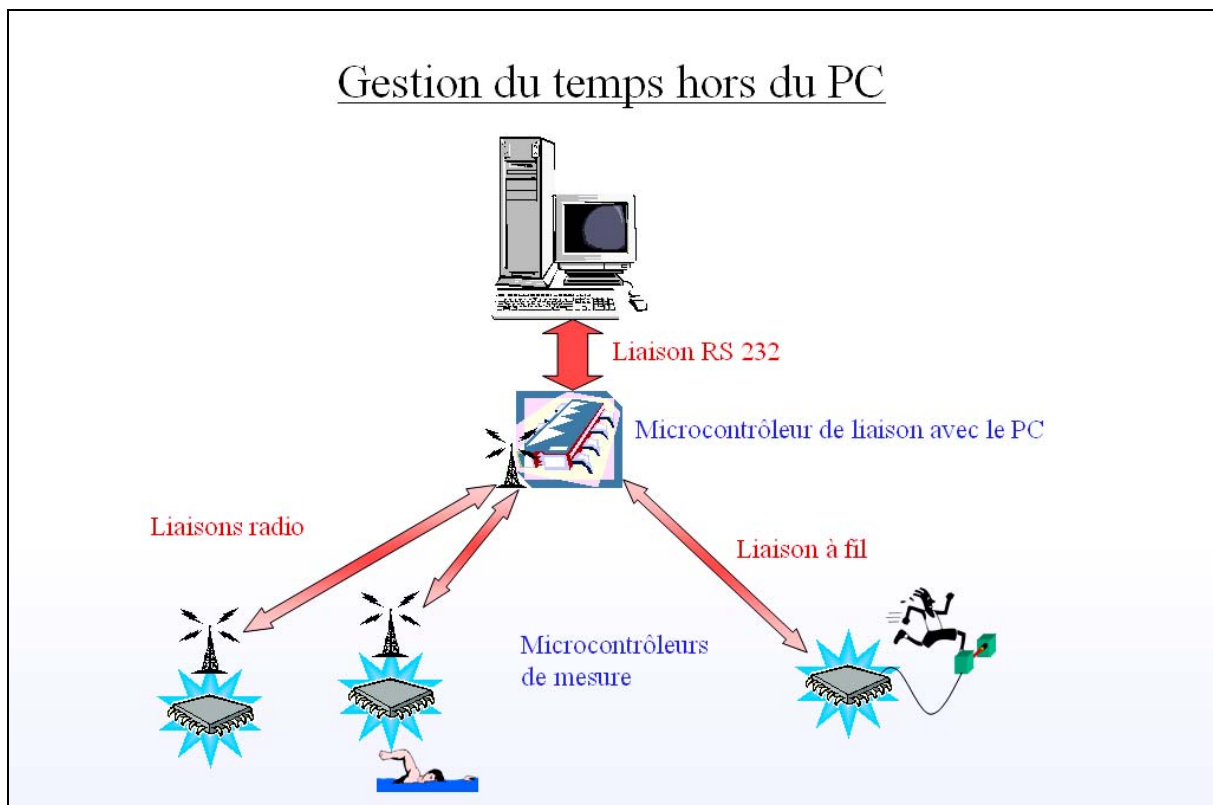 Gestion du temps hors du PC
Liaison RS 232
Microcontrôleur de liaison avec le PC
Liaisons radio
Liaison à fil
Microcontrôleurs
de mesure